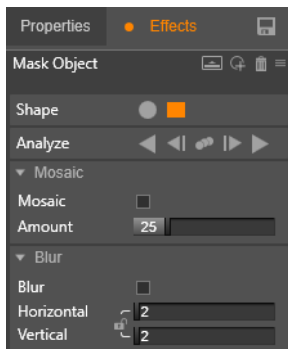 Properties Effects
Mask Object
Shape
Analyze
Mosaic
Mosaic
Amount 25
Blur
Blur
Horizontal 2
Vertical 2